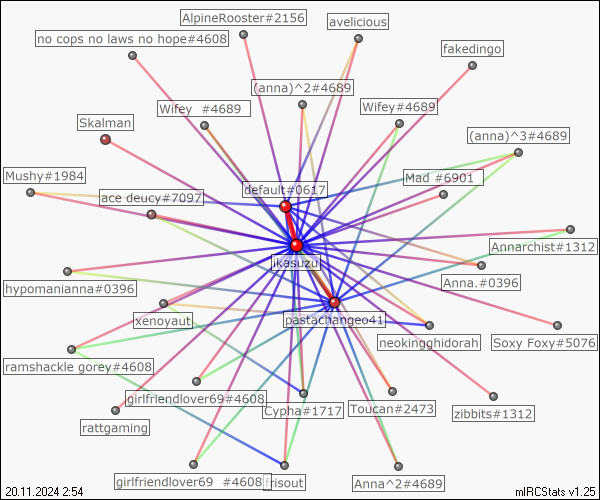 AlpineRooster#2156
avelicious
no cops no laws no hope#4608
fakedingo
(anna)^2#4689
Wifey  #4689
Wifey#4689
Skalman
(anna)^3#4689
Mushy#1984
Mad #6901
default#0617
ace deucy#7097
Annarchist#1312
ikasuzu
Anna.#0396
hypomanianna#0396
xenoyaut
pastachangeo41
neokingghidorah
Soxy Foxy#5076
ramshackle gorey#4608
girlfriendlover69#4608
Cypha#1717
Toucan#2473
zibbits#1312
rattgaming
girlfriendlover69  #4608
frisout
Anna^2#4689
20.11.2024 2:54
mIRCStats v1.25